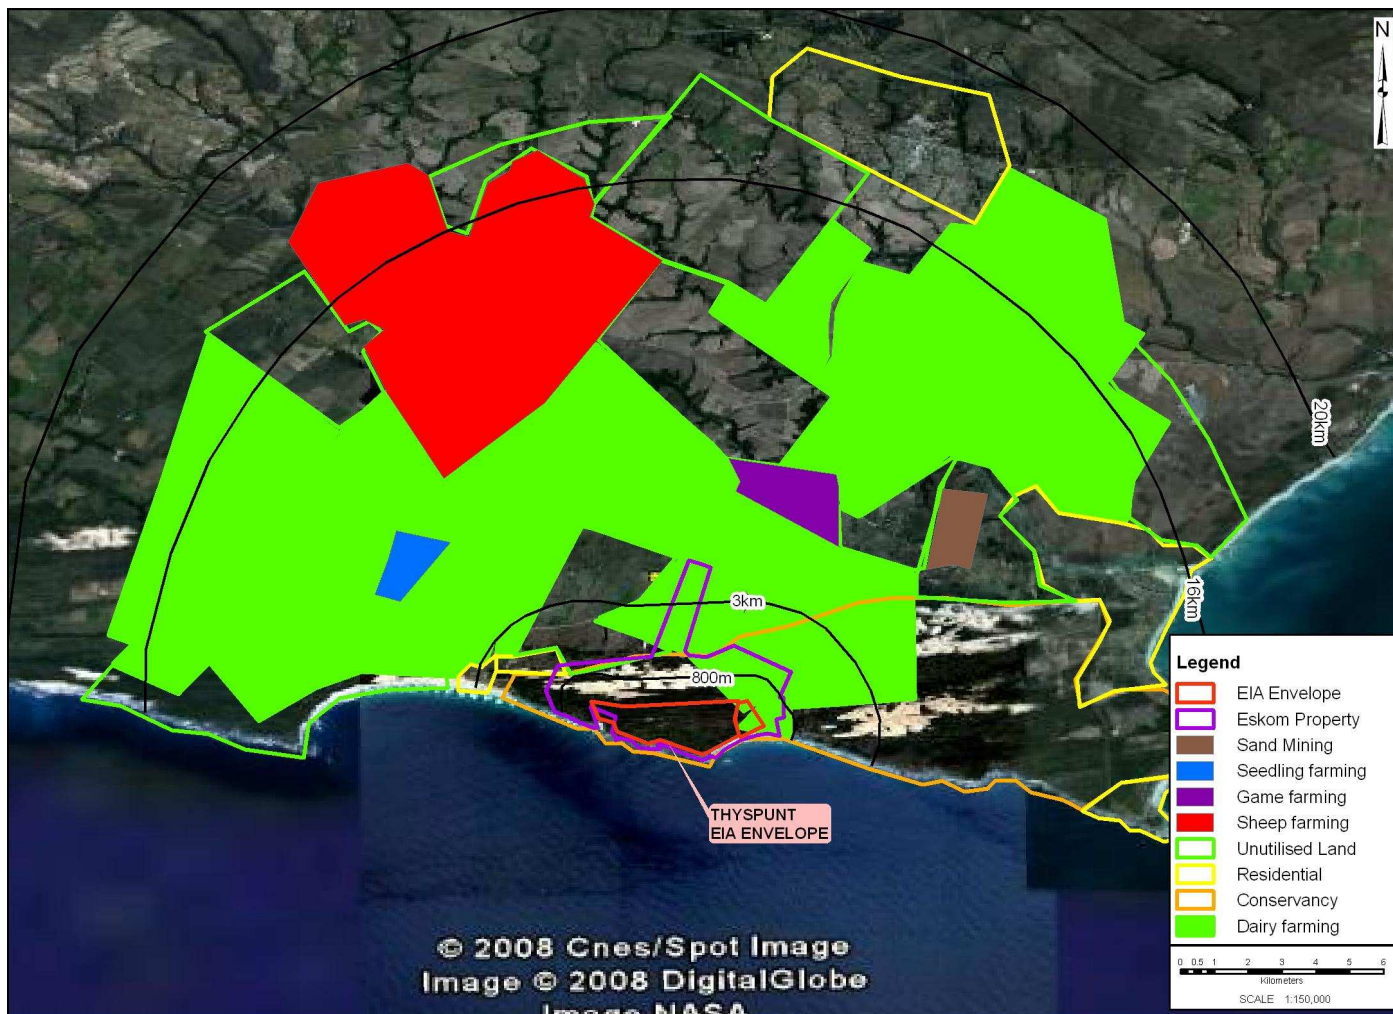 N
20km
16km
3km
800m
THYSPUNT
EIA ENVELOPE
Legend
EIA Envelope
Eskom Property
Sand Mining
Seedling farming
Game farming
Sheep farming
Unutilised Land
Residential
Conservancy
Dairy farming
0 0.5 1 2 3 4 5 6
Kilometers
SCALE 1:150,000
© 2008 Cnes/Spot Image
Image © 2008 DigitalGlobe
Image NASA